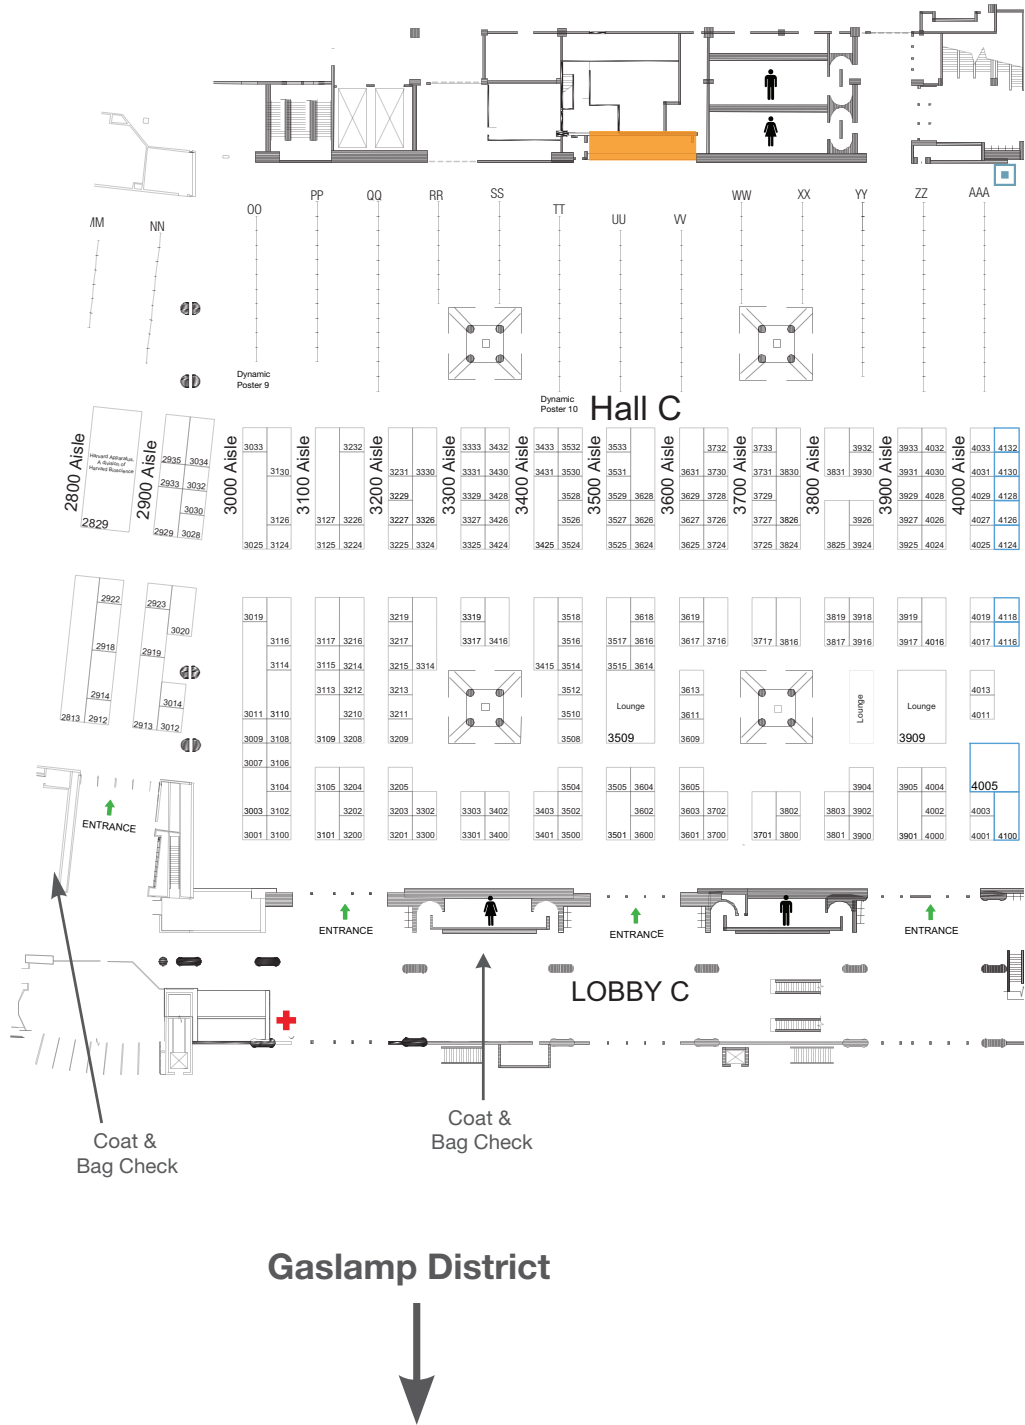 PP QQ RR SS WW XX YY ZZ AAA
OO TT
MM NN UU VV
Dynamic
Poster 9
Dynamic
Poster 10
Hall C
2800 Aisle
2900 Aisle
3000 Aisle
3100 Aisle
3200 Aisle
3300 Aisle
3400 Aisle
3500 Aisle
3600 Aisle
3700 Aisle
3800 Aisle
3900 Aisle
4000 Aisle
Harvard Apparatus,
A division of
Harvard Bioscience
2829
3033 3232 3333 3432 3433 3532 3533 3732 3733 3932 3933 4032 4033 4132
2935 3034
3130 3231 3330 3331 3430 3431 3530 3531 3631 3730 3731 3830 3831 3930 3931 4030 4031 4130
2933 3032
3229 3329 3428 3528 3529 3628 3629 3728 3729 3929 4028 4029 4128
3030
3126 3127 3226 3227 3326 3327 3426 3526 3527 3626 3627 3726 3727 3826 3926 3927 4026 4027 4126
2929 3028
3025 3124 3125 3224 3225 3324 3325 3424 3425 3524 3525 3624 3625 3724 3725 3824 3825 3924 3925 4024 4025 4124
2922 2923
3019 3219 3319 3518 3618 3619 3819 3918 3919 4019 4118
3020
2918 2919
3116 3117 3216 3217 3317 3416 3516 3517 3616 3617 3716 3717 3816 3817 3916 3917 4016 4017 4116
3114 3115 3214 3215 3314 3415 3514 3515 3614
2914 3014
3113 3212 3213 3512 3613 4013
Lounge
Lounge
Lounge
2813 2912 2913 3012
3011 3110 3210 3211 3510 3611 4011
3009 3108 3109 3208 3209 3508 3509 3609 3909
3007 3106
3104 3105 3204 3205 3504 3505 3604 3605 3904 3905 4004 4005
3003 3102 3202 3203 3302 3303 3402 3403 3502 3602 3603 3702 3802 3803 3902 4002 4003
3001 3100 3101 3200 3201 3300 3301 3400 3401 3500 3501 3600 3601 3700 3701 3800 3801 3900 3901 4000 4001 4100
ENTRANCE
ENTRANCE
ENTRANCE
ENTRANCE
LOBBY C
Coat &
Bag Check
Coat &
Bag Check
Gaslamp District